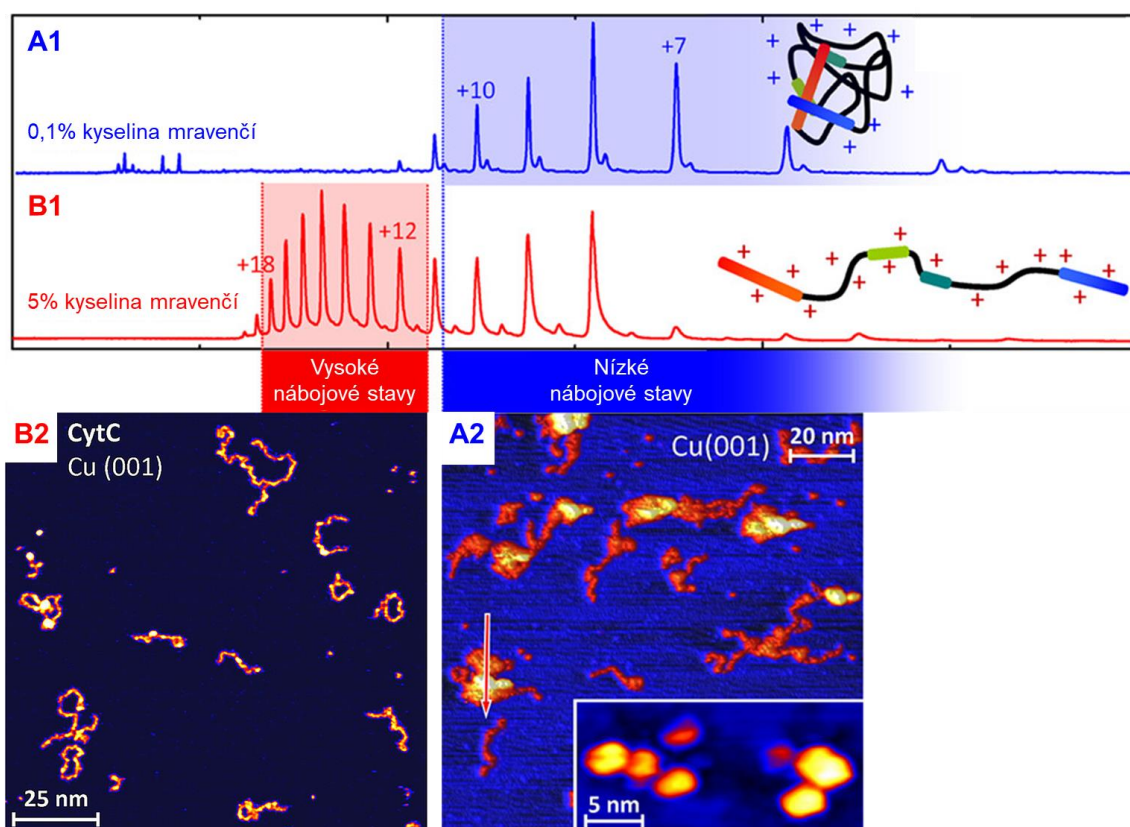 A1
+10
+7
0,1% kyselina mravenčí
B1
+18
+12
5% kyselina mravenčí
Vysoké
nábojové stavy
Nízké
nábojové stavy
B2
CytC
Cu (001)
25 nm
A2
Cu(001)
20 nm
5 nm